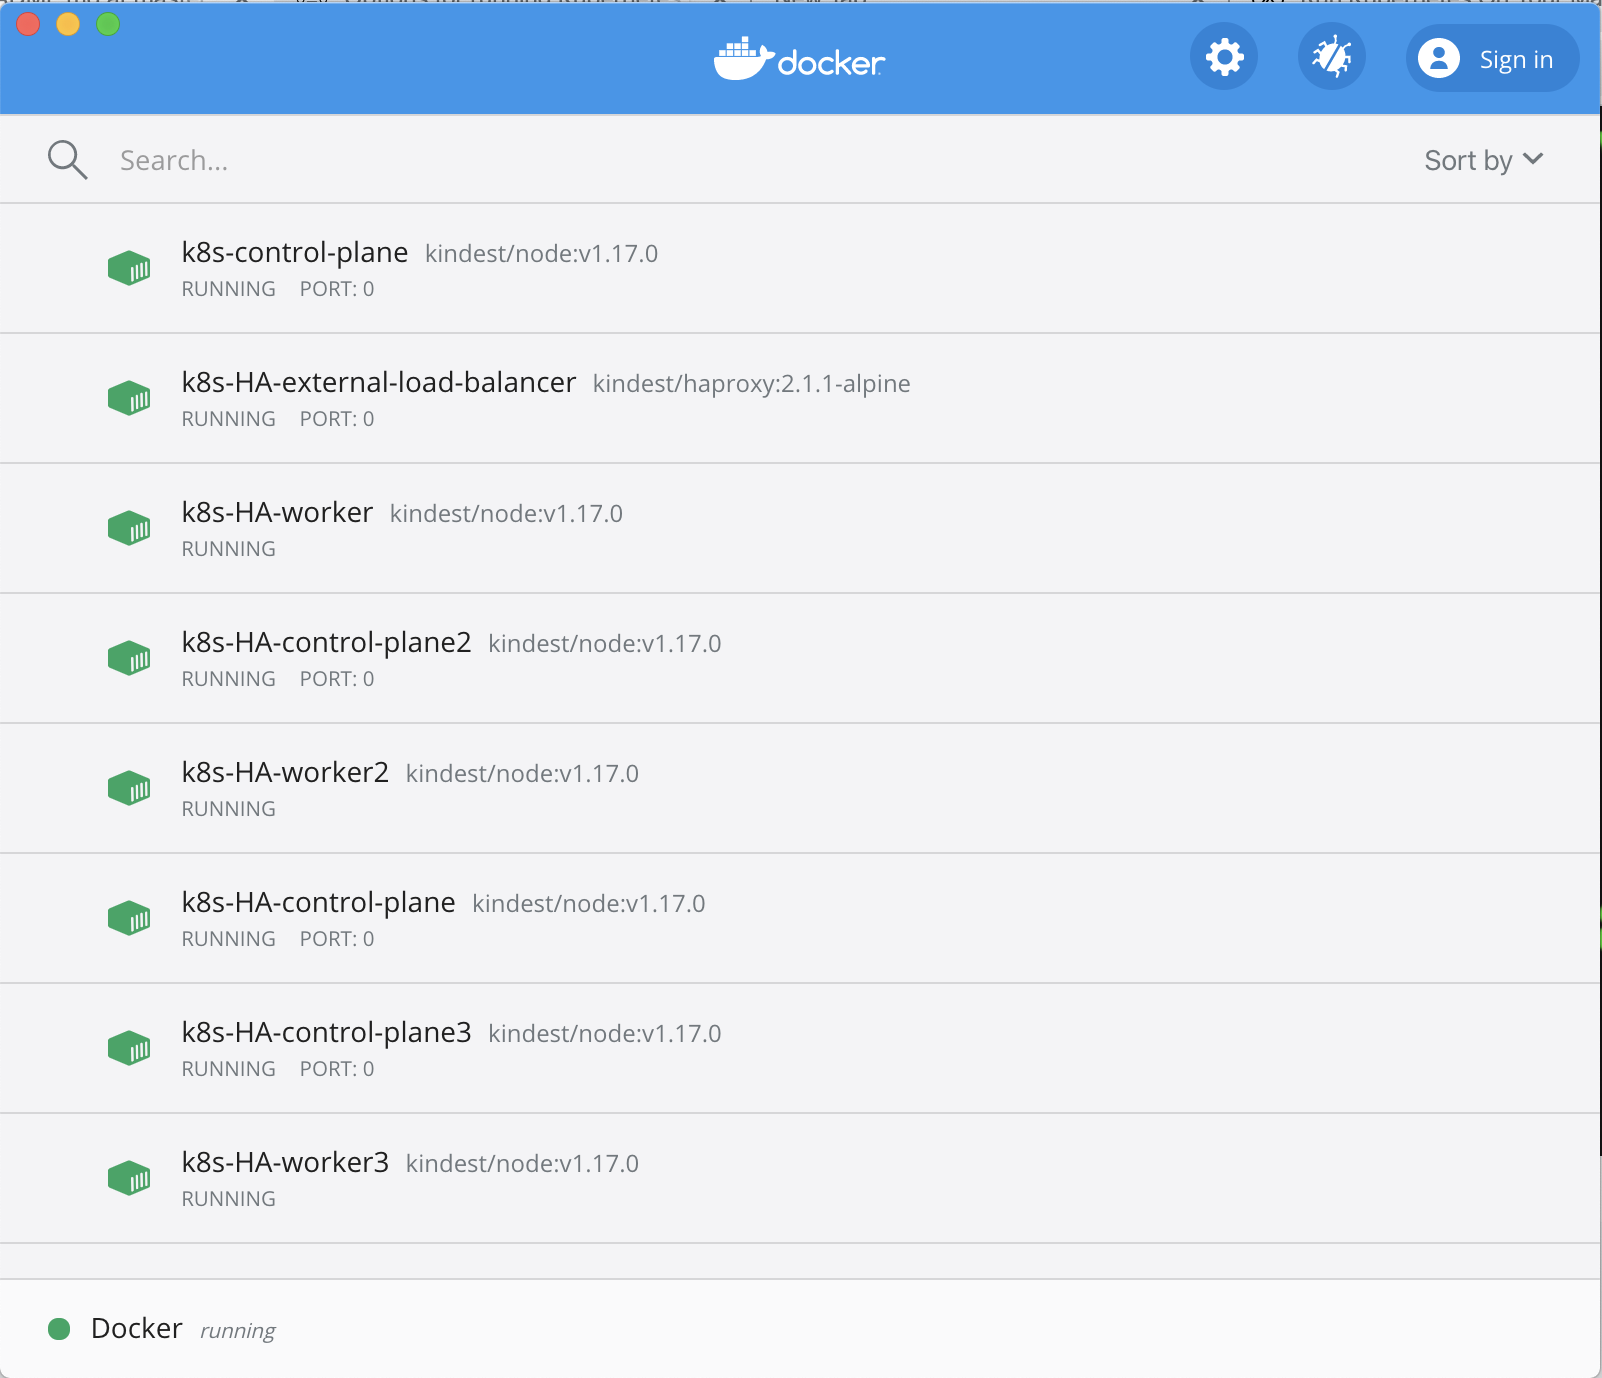 docker
Sign in
Search...
Sort by
k8s-control-plane kindest/node:v1.17.0
RUNNING PORT: 0
k8s-HA-external-load-balancer kindest/haproxy:2.1.1-alpine
RUNNING PORT: 0
k8s-HA-worker kindest/node:v1.17.0
RUNNING
k8s-HA-control-plane2 kindest/node:v1.17.0
RUNNING PORT: 0
k8s-HA-worker2 kindest/node:v1.17.0
RUNNING
k8s-HA-control-plane kindest/node:v1.17.0
RUNNING PORT: 0
k8s-HA-control-plane3 kindest/node:v1.17.0
RUNNING PORT: 0
k8s-HA-worker3 kindest/node:v1.17.0
RUNNING
Docker running